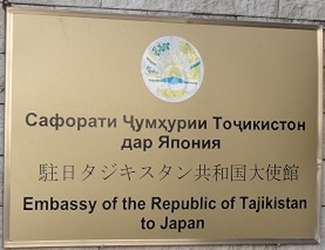 Сафорати Ҷумҳурии Тоҷикистон
дар Япония
駐日タジキスタン共和国大使館
Embassy of the Republic of Tajikistan
to Japan